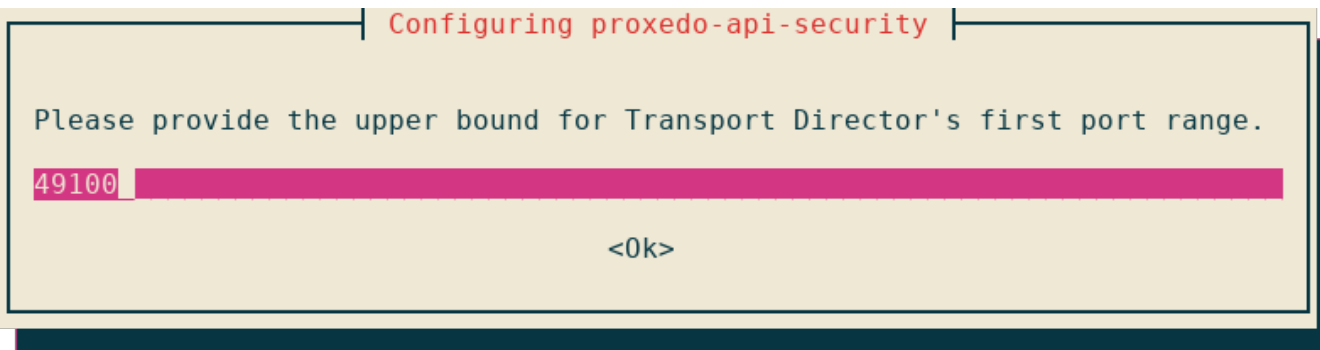 Configuring proxedo-api-security
Please provide the upper bound for Transport Director's first port range.
49100
<Ok>